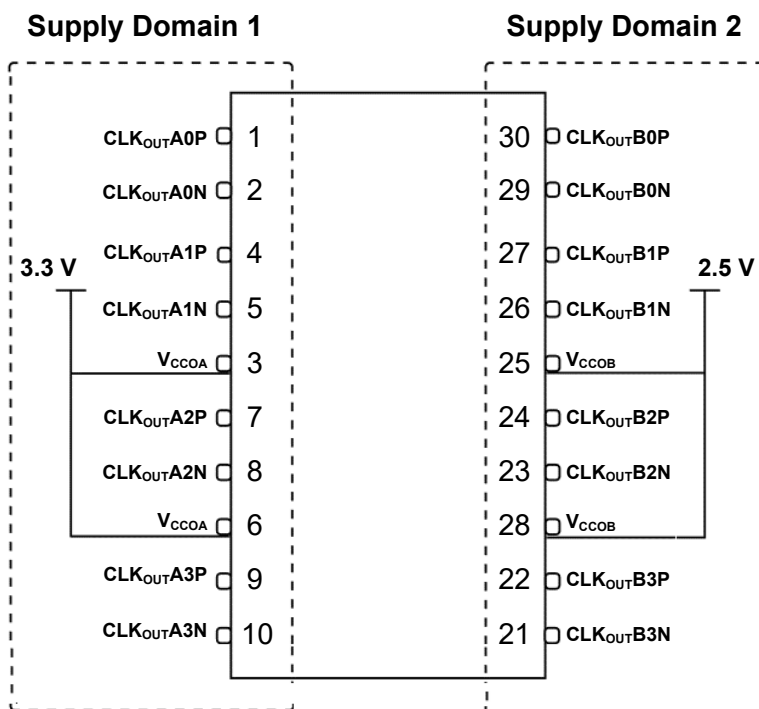 Supply Domain 1
Supply Domain 2
CLKOUTA0P 1 30 CLKOUTB0P
CLKOUTA0N 2 29 CLKOUTB0N
CLKOUTA1P 4 27 CLKOUTB1P
3.3 V 2.5 V
CLKOUTA1N 5 26 CLKOUTB1N
VCCOA 3 25 VCCOB
CLKOUTA2P 7 24 CLKOUTB2P
CLKOUTA2N 8 23 CLKOUTB2N
VCCOA 6 28 VCCOB
CLKOUTA3P 9 22 CLKOUTB3P
CLKOUTA3N 10 21 CLKOUTB3N